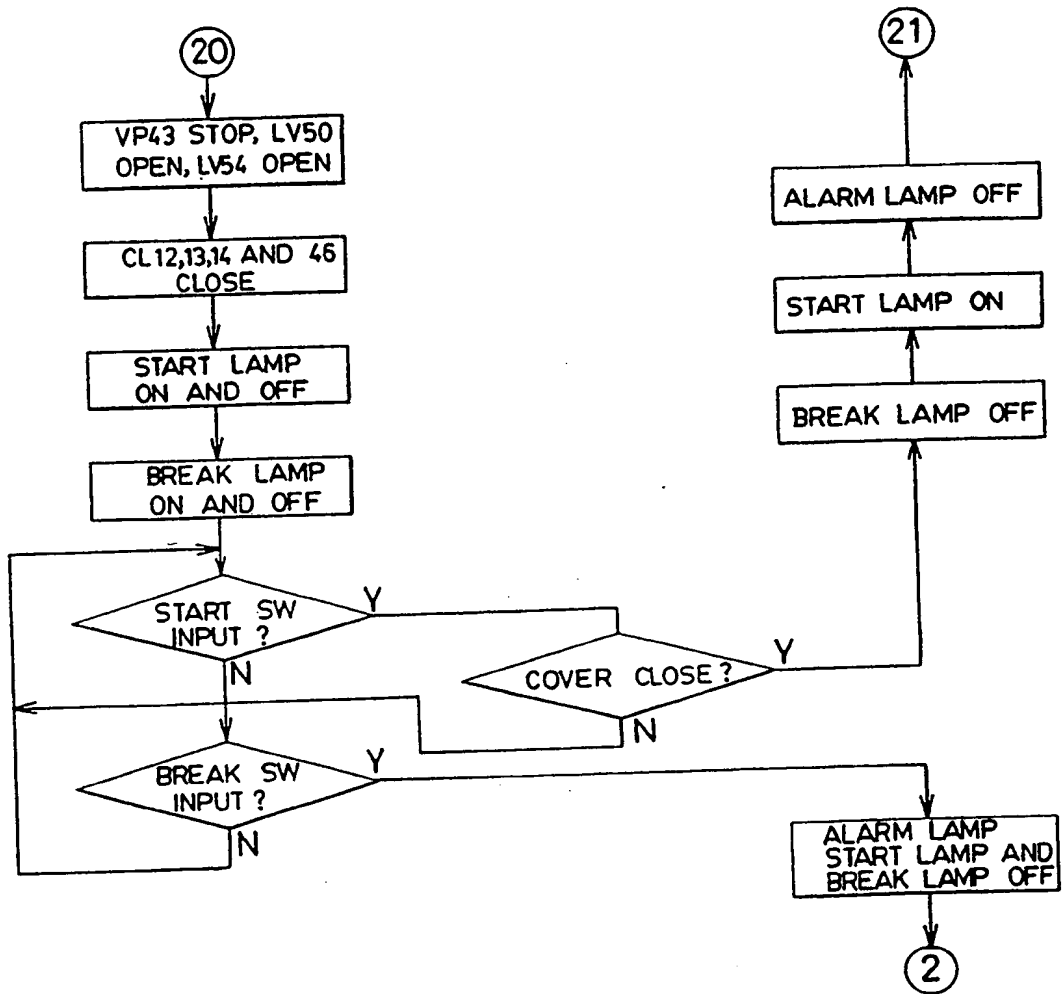 20
VP43 STOP, LV50
OPEN, LV54 OPEN
CL12,13,14 AND 46
CLOSE
START LAMP
ON AND OFF
BREAK LAMP
ON AND OFF
START SW
INPUT ?
Y
N
BREAK SW
INPUT ?
Y
N
COVER CLOSE ?
Y
N
21
ALARM LAMP OFF
START LAMP ON
BREAK LAMP OFF
ALARM LAMP
START LAMP AND
BREAK LAMP OFF
2